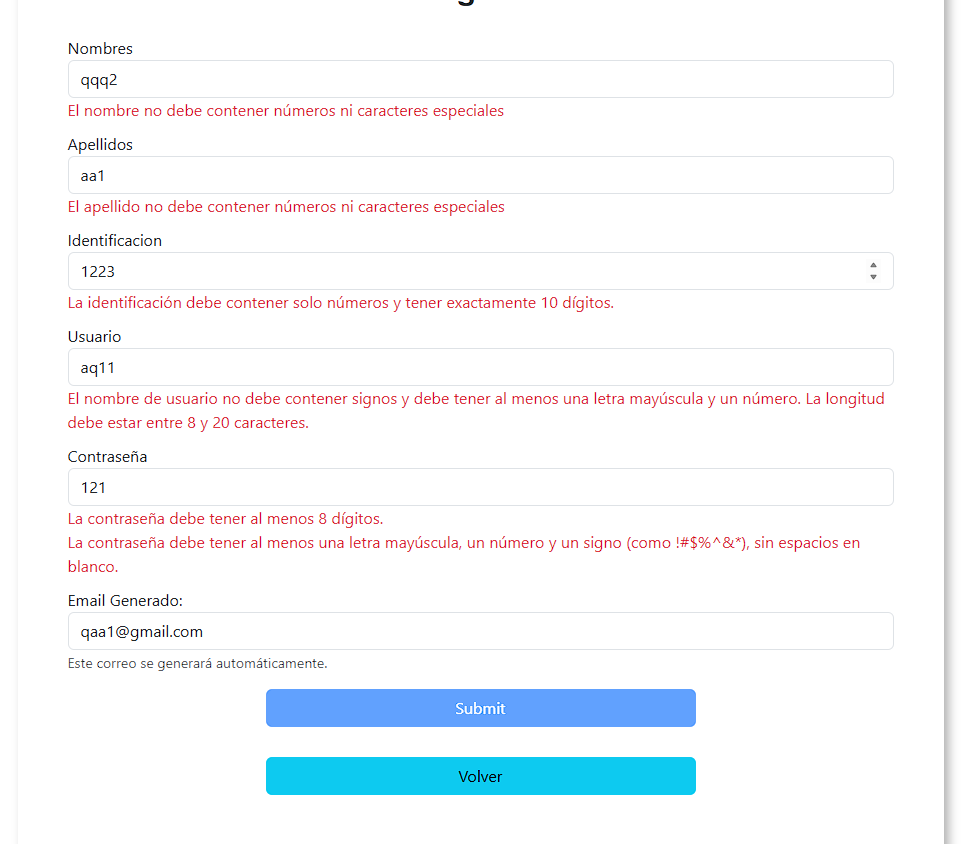 Nombres
qqq2
El nombre no debe contener números ni caracteres especiales
Apellidos
aa1
El apellido no debe contener números ni caracteres especiales
Identificacion
1223
La identificación debe contener solo números y tener exactamente 10 dígitos.
Usuario
aq11
El nombre de usuario no debe contener signos y debe tener al menos una letra mayúscula y un número. La longitud
debe estar entre 8 y 20 caracteres.
Contraseña
121
La contraseña debe tener al menos 8 dígitos.
La contraseña debe tener al menos una letra mayúscula, un número y un signo (como !#$%^&*), sin espacios en
blanco.
Email Generado:
qaa1@gmail.com
Este correo se generará automáticamente.
Submit
Volver